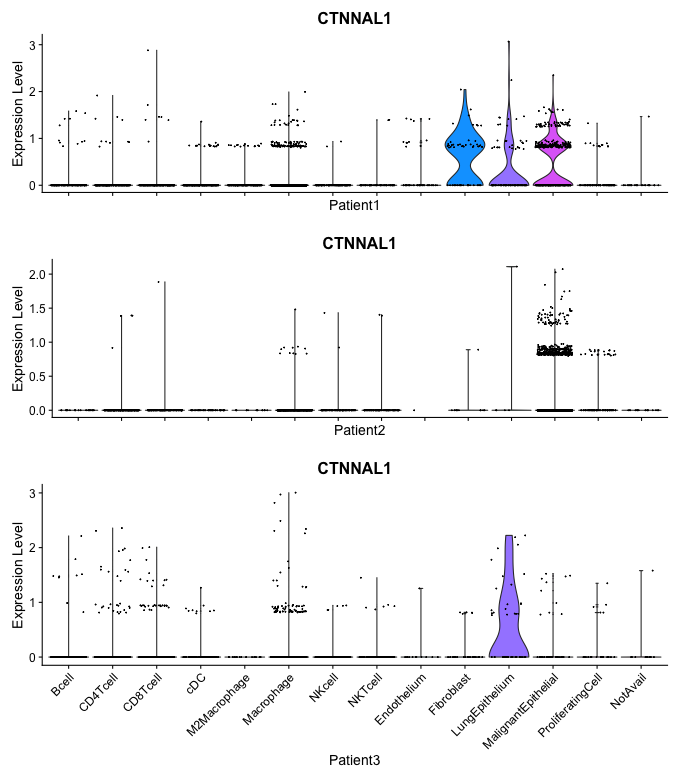 CTNNAL1
Expression Level
3
2
1
0
Patient1
CTNNAL1
Expression Level
2.0
1.5
1.0
0.5
0.0
Patient2
CTNNAL1
Expression Level
3
2
1
0
Bcell
CD4Tcell
CD8Tcell
cDC
M2Macrophage
Macrophage
NKcell
NKTcell
Endothelium
Fibroblast
LungEpithelium
MalignantEpithelial
ProliferatingCell
NotAvail
Patient3